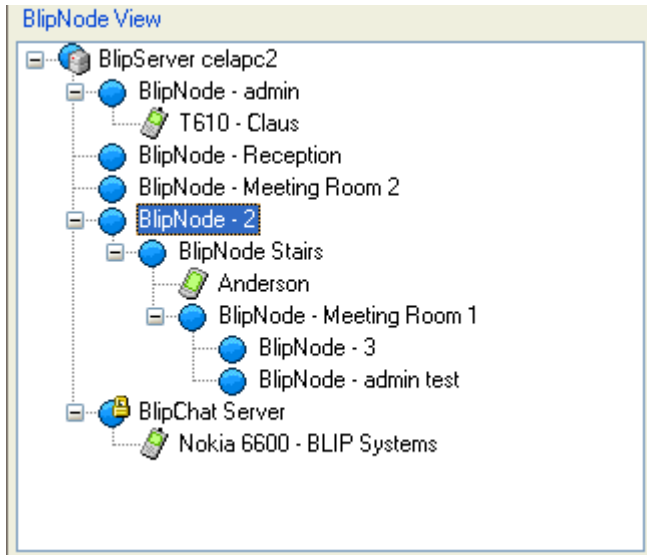 BlipNode View
BlipServer celapc2
BlipNode - admin
T610 - Claus
BlipNode - Reception
BlipNode - Meeting Room 2
BlipNode - 2
BlipNode Stairs
Anderson
BlipNode - Meeting Room 1
BlipNode - 3
BlipNode - admin test
BlipChat Server
Nokia 6600 - BLIP Systems